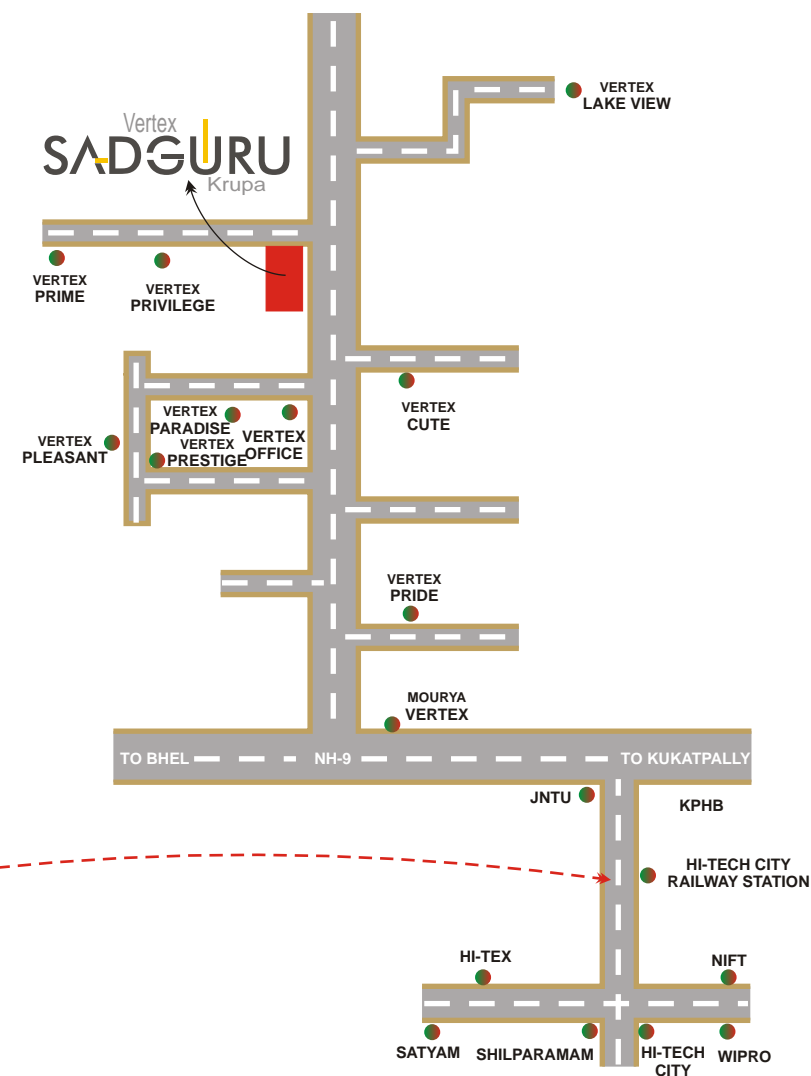 VERTEX
LAKE VIEW
Vertex
SADGURU
Krupa
VERTEX
PRIME
VERTEX
PRIVILEGE
VERTEX
CUTE
VERTEX
PARADISE
VERTEX
OFFICE
VERTEX
PLEASANT
VERTEX
PRESTIGE
VERTEX
PRIDE
MOURYA
VERTEX
TO BHEL
NH-9
TO KUKATPALLY
JNTU
KPHB
HI-TECH CITY
RAILWAY STATION
HI-TEX
NIFT
SATYAM
SHILPARAMAM
HI-TECH
CITY
WIPRO